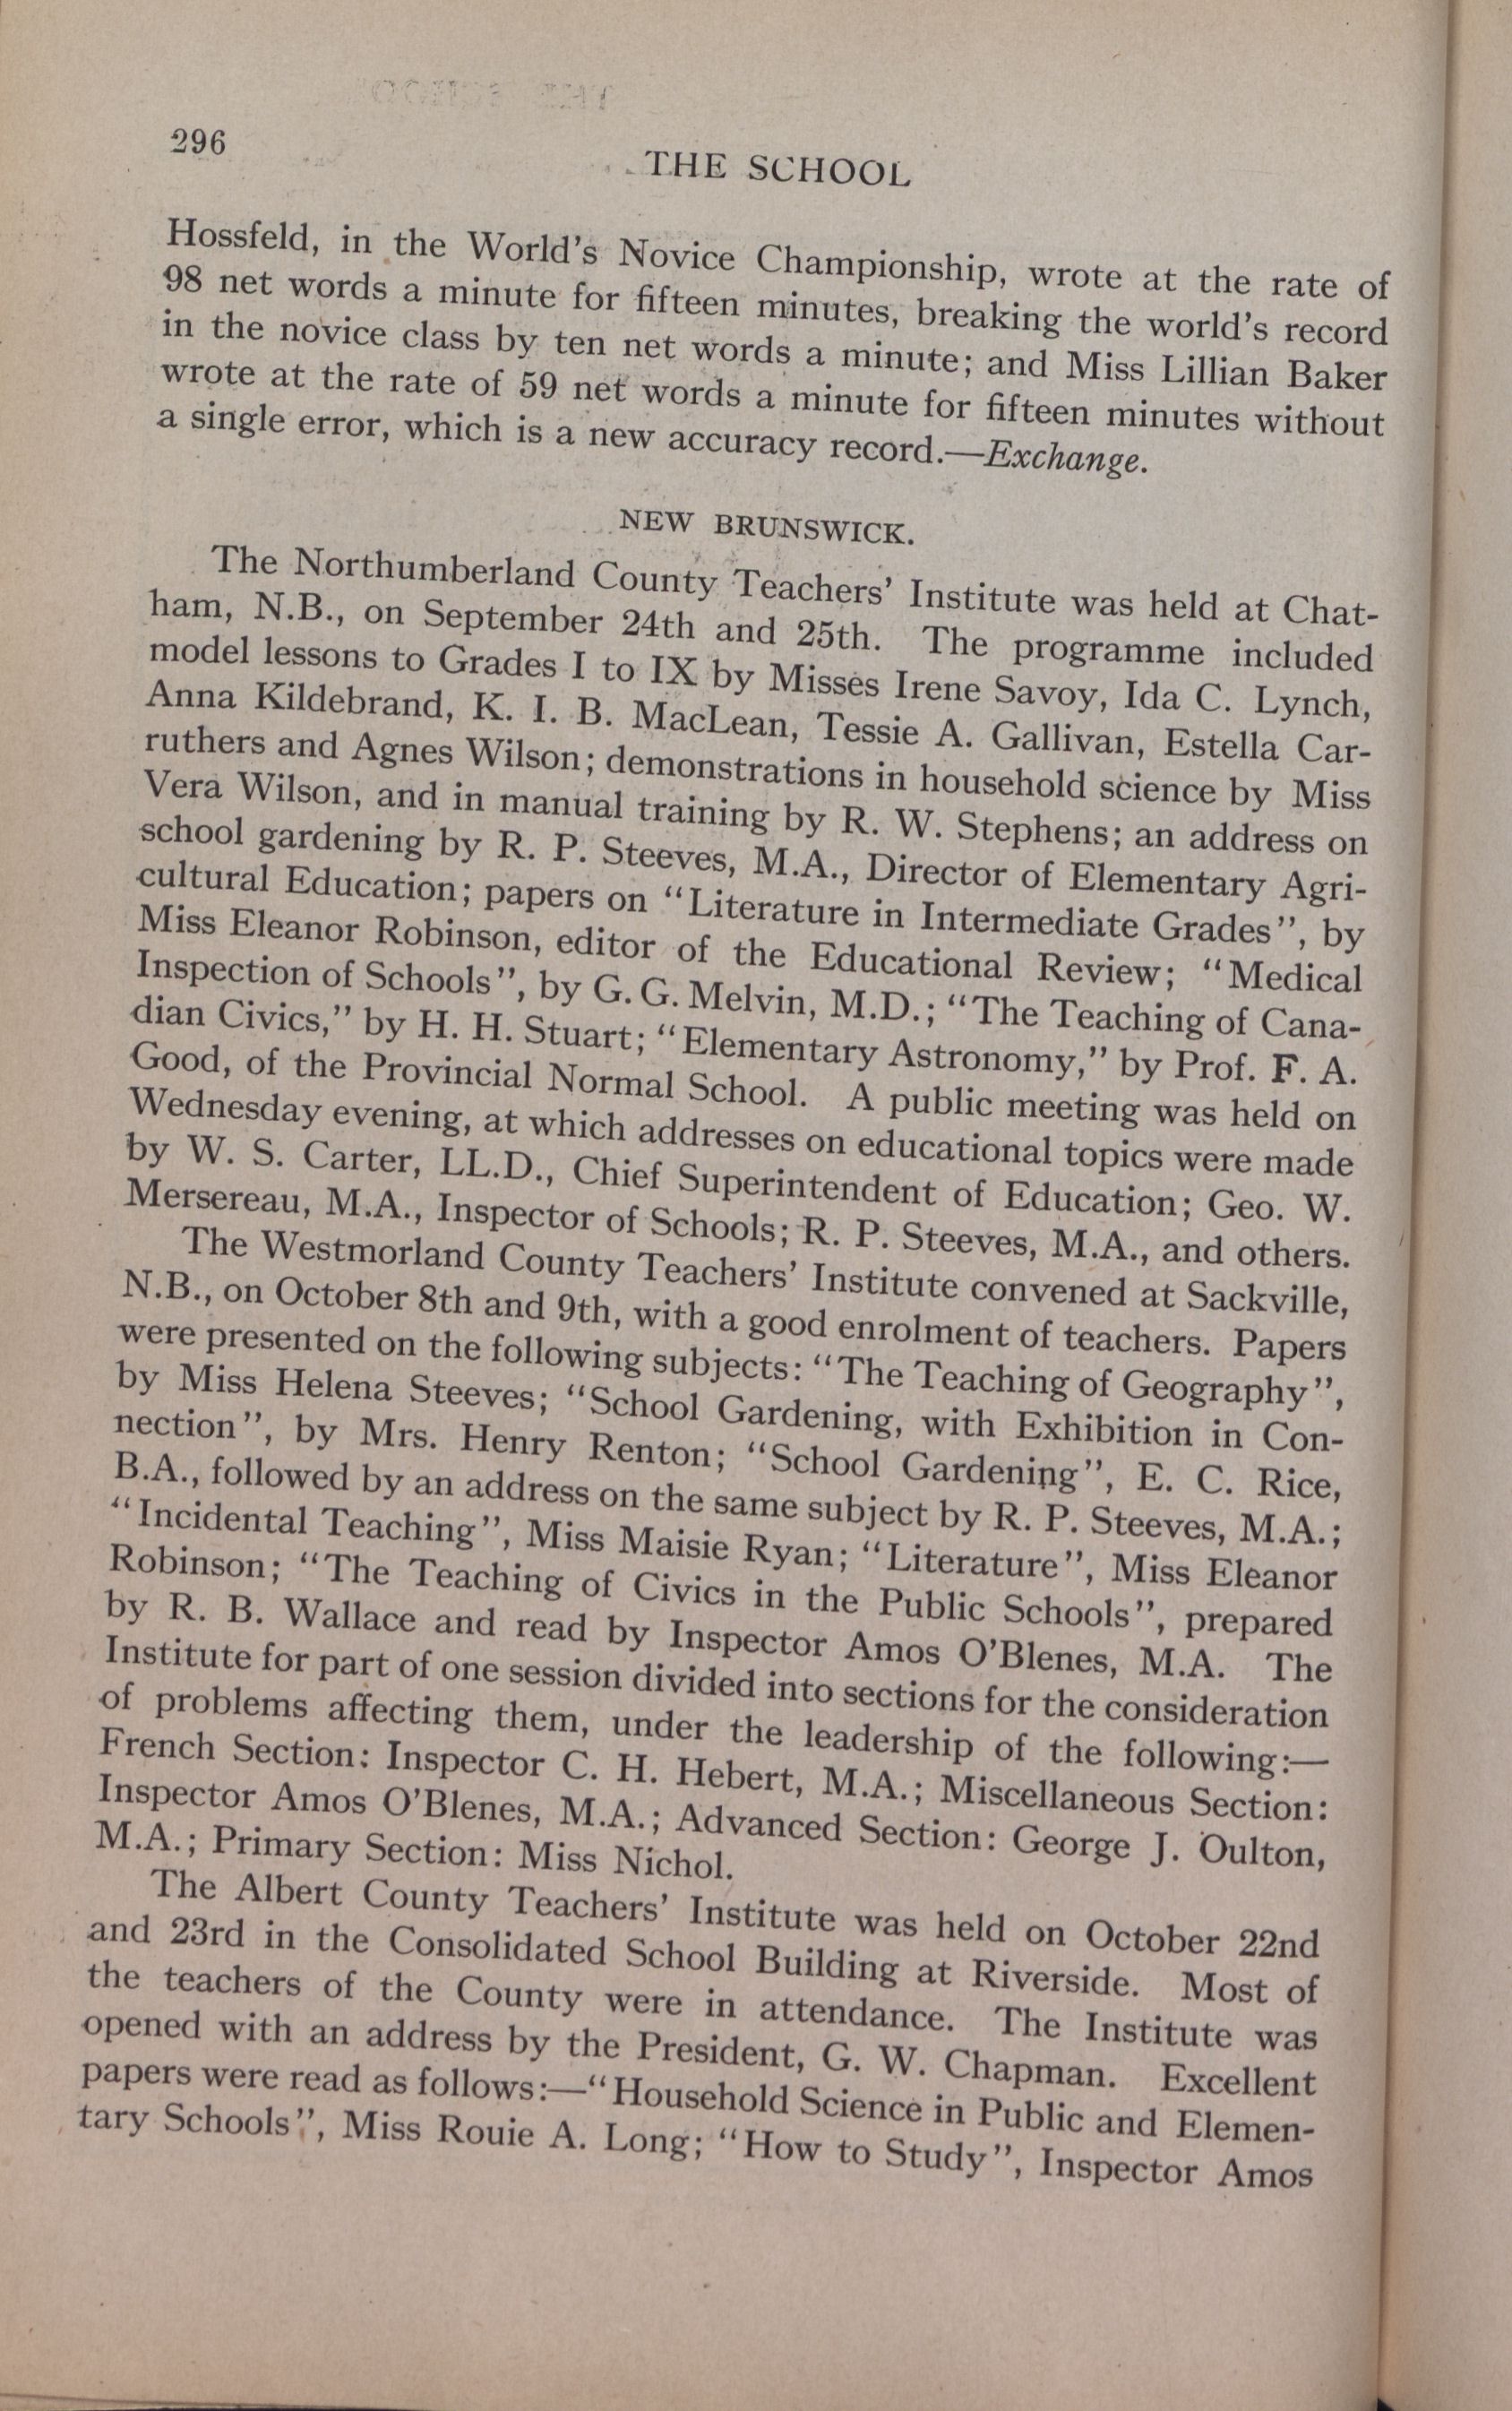 296
THE SCHOOL
Hossfeld, in the World's Novice Championship, wrote at the rate of
98 net words a minute for fifteen minutes, breaking the world's record
in the novice class by ten net words a minute; and Miss Lillian Baker
wrote at the rate of 59 net words a minute for fifteen minutes without
a single error, which is a new accuracy record.—Exchange.
NEW BRUNSWICK.
The Northumberland County Teachers' Institute was held at Chat-
ham, N.B., on September 24th and 25th. The programme included
model lessons to Grades I to IX by Misses Irene Savoy, Ida C. Lynch,
Anna Kildebrand, K. I. B. MacLean, Tessie A. Gallivan, Estella Car-
ruthers and Agnes Wilson; demonstrations in household science by Miss
Vera Wilson, and in manual training by R. W. Stephens; an address on
school gardening by R. P. Steeves, M.A., Director of Elementary Agri-
cultural Education; papers on "Literature in Intermediate Grades", by
Miss Eleanor Robinson, editor of the Educational Review; "Medical
Inspection of Schools", by G. G. Melvin, M.D.; "The Teaching of Cana-
dian Civics," by H. H. Stuart; "Elementary Astronomy," by Prof. F. A.
Good, of the Provincial Normal School. A public meeting was held on
Wednesday evening, at which addresses on educational topics were made
by W. S. Carter, LL.D., Chief Superintendent of Education; Geo. W.
Mersereau, M.A., Inspector of Schools; R. P. Steeves, M.A., and others.
The Westmorland County Teachers' Institute convened at Sackville,
N.B., on October 8th and 9th, with a good enrolment of teachers. Papers
were presented on the following subjects: "The Teaching of Geography",
by Miss Helena Steeves; "School Gardening, with Exhibition in Con-
nection", by Mrs. Henry Renton; "School Gardening", E. C. Rice,
B.A., followed by an address on the same subject by R. P. Steeves, M.A.;
"Incidental Teaching", Miss Maisie Ryan; "Literature", Miss Eleanor
Robinson; "The Teaching of Civics in the Public Schools", prepared
by R. B. Wallace and read by Inspector Amos O'Blenes, M.A. The
Institute for part of one session divided into sections for the consideration
of problems affecting them, under the leadership of the following:—
French Section: Inspector C. H. Hebert, M.A.; Miscellaneous Section:
Inspector Amos O'Blenes, M.A.; Advanced Section: George J. Oulton,
M.A.; Primary Section: Miss Nichol.
The Albert County Teachers' Institute was held on October 22nd
and 23rd in the Consolidated School Building at Riverside. Most of
the teachers of the County were in attendance. The Institute was
opened with an address by the President, G. W. Chapman. Excellent
papers were read as follows:—"Household Science in Public and Elemen-
tary Schools", Miss Rouie A. Long; "How to Study", Inspector Amos